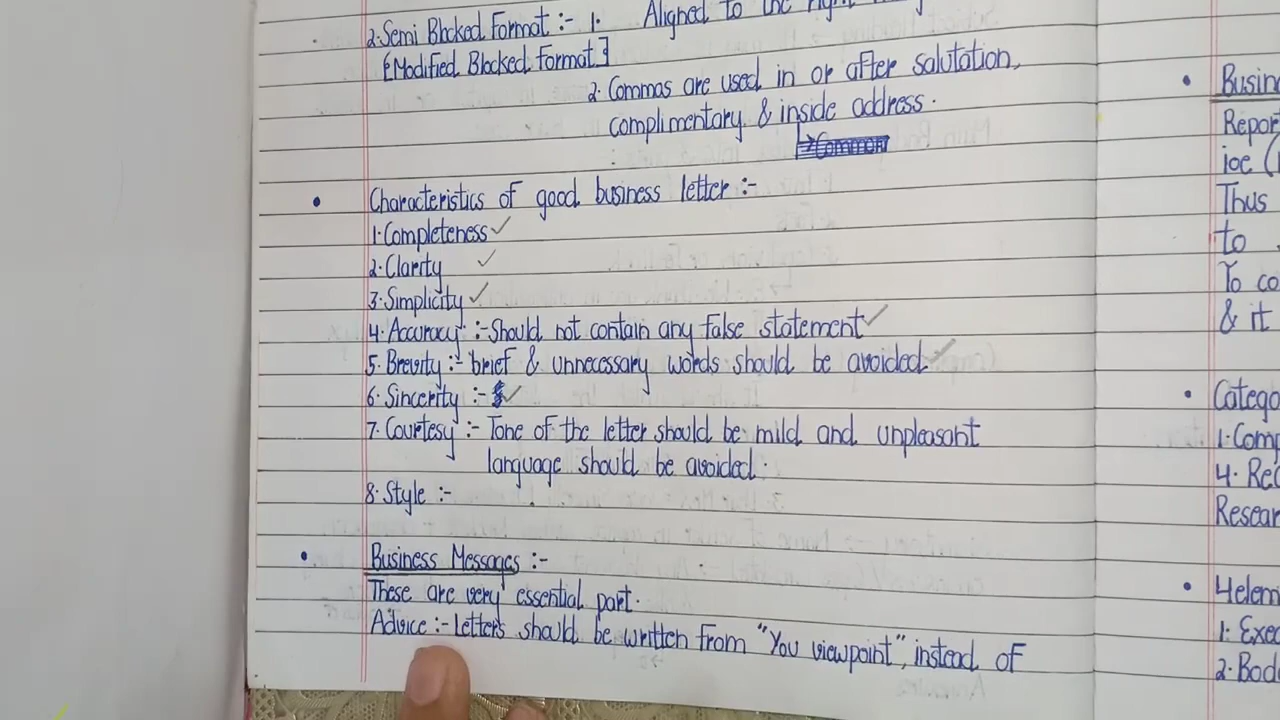 2. Semi Blocked Format :- 1. Aligned to the right
[Modified Blocked Format]
2. Commas are used in or after salutation,
complimentary & inside address.
→Common
• Characteristics of good business letter :-
1. Completeness ✓
2. Clarity ✓
3. Simplicity ✓
4. Accuracy :- Should not contain any false statement ✓
5. Brevity :- brief & unnecessary words should be avoided ✓
6. Sincerity :- ✓
7. Courtesy :- Tone of the letter should be mild and unpleasant
language should be avoided.
8. Style :-
• Business Messages :-
These are very essential part.
Advice :- Letters should be written from "You viewpoint", instead of
• Busin
Repor
ice (
Thus
to
To co
& it
• Catego
1. Comp
4. Rec
Resear
• Helem
1. Exec
2. Bod